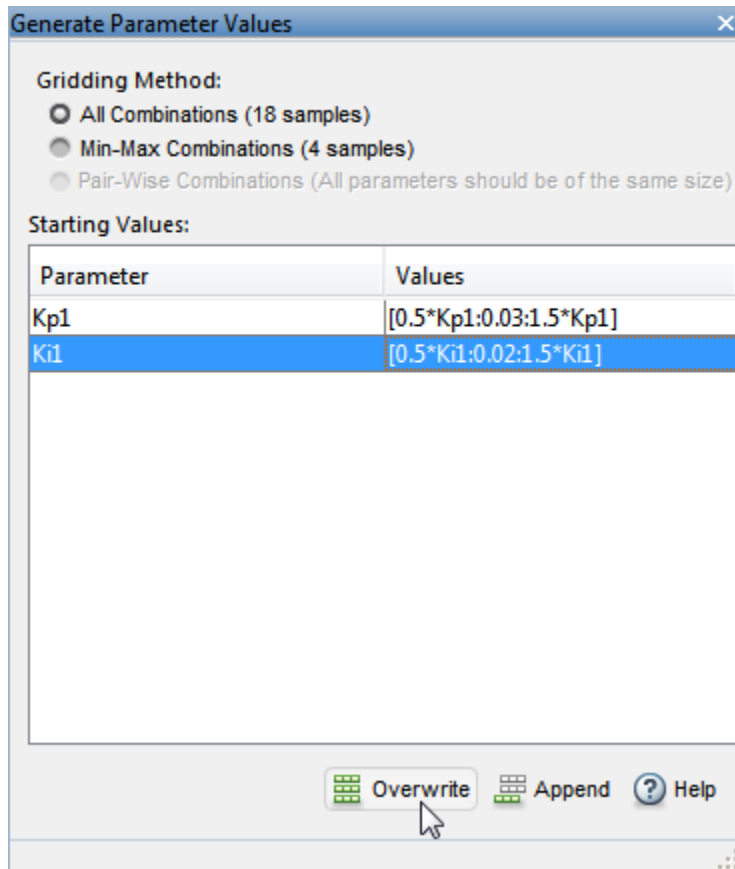 Generate Parameter Values
Gridding Method:
All Combinations (18 samples)
Min-Max Combinations (4 samples)
Pair-Wise Combinations (All parameters should be of the same size)
Starting Values:
Parameter Values
Kp1 [0.5*Kp1:0.03:1.5*Kp1]
Ki1 [0.5*Ki1:0.02:1.5*Ki1]
Overwrite Append Help